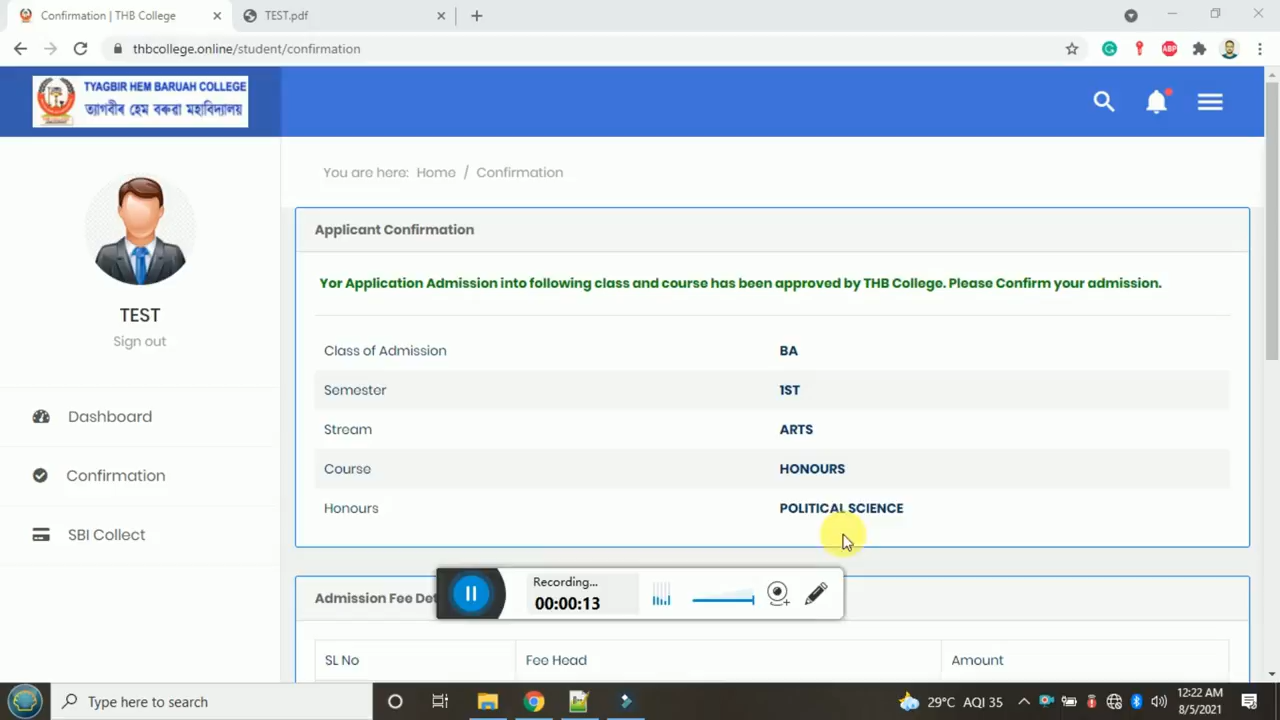 Confirmation | THB College
TEST.pdf
thbcollege.online/student/confirmation
ABP
TYAGBIR HEM BARUAH COLLEGE
ত্যাগবীৰ হেম বৰুৱা মহাবিদ্যালয়
You are here: Home / Confirmation
TEST
Sign out
Dashboard
Confirmation
SBI Collect
Applicant Confirmation
Yor Application Admission into following class and course has been approved by THB College. Please Confirm your admission.
Class of Admission BA
Semester 1ST
Stream ARTS
Course HONOURS
Honours POLITICAL SCIENCE
Recording...
00:00:13
Admission Fee Det
SL No Fee Head Amount
Type here to search
29°C AQI 35
12:22 AM
8/5/2021